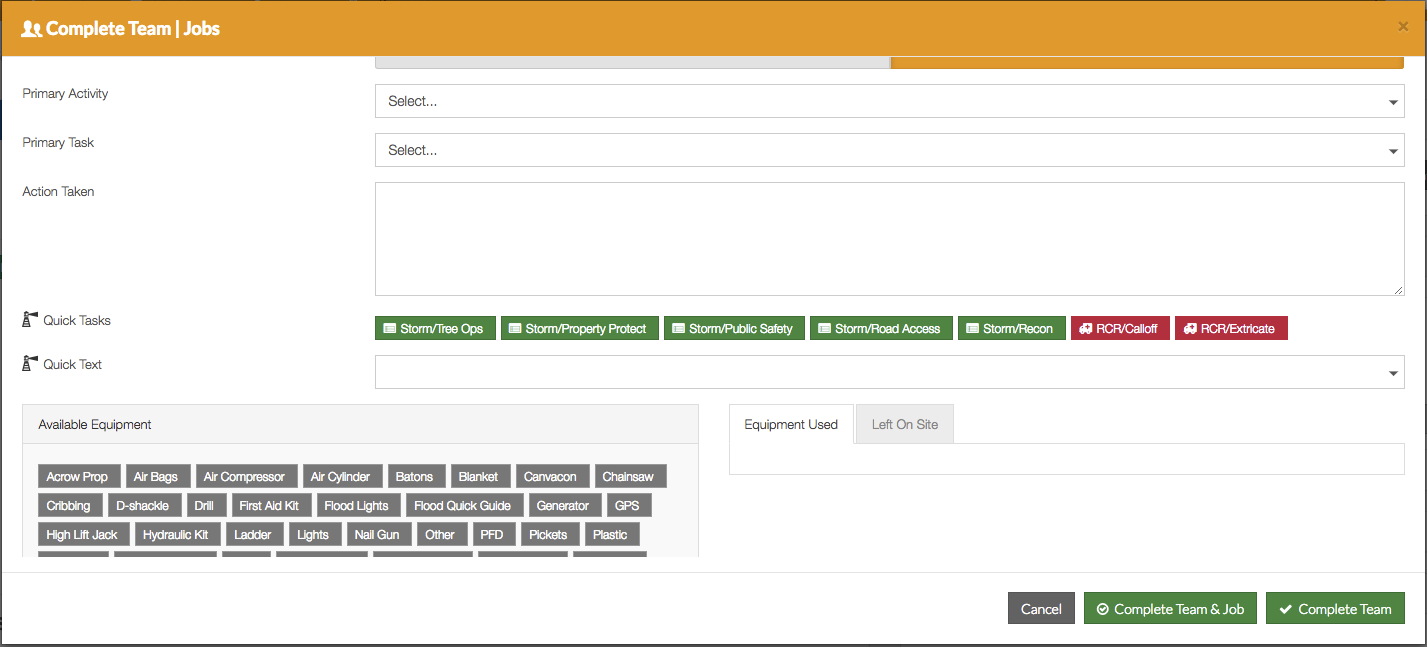 Complete Team | Jobs ×
Primary Activity Select...
Primary Task Select...
Action Taken
Quick Tasks Storm/Tree Ops Storm/Property Protect Storm/Public Safety Storm/Road Access Storm/Recon RCR/Calloff RCR/Extricate
Quick Text
Available Equipment Equipment Used Left On Site
Acrow Prop Air Bags Air Compressor Air Cylinder Batons Blanket Canvacon Chainsaw
Cribbing D-shackle Drill First Aid Kit Flood Lights Flood Quick Guide Generator GPS
High Lift Jack Hydraulic Kit Ladder Lights Nail Gun Other PFD Pickets Plastic
Cancel Complete Team & Job Complete Team